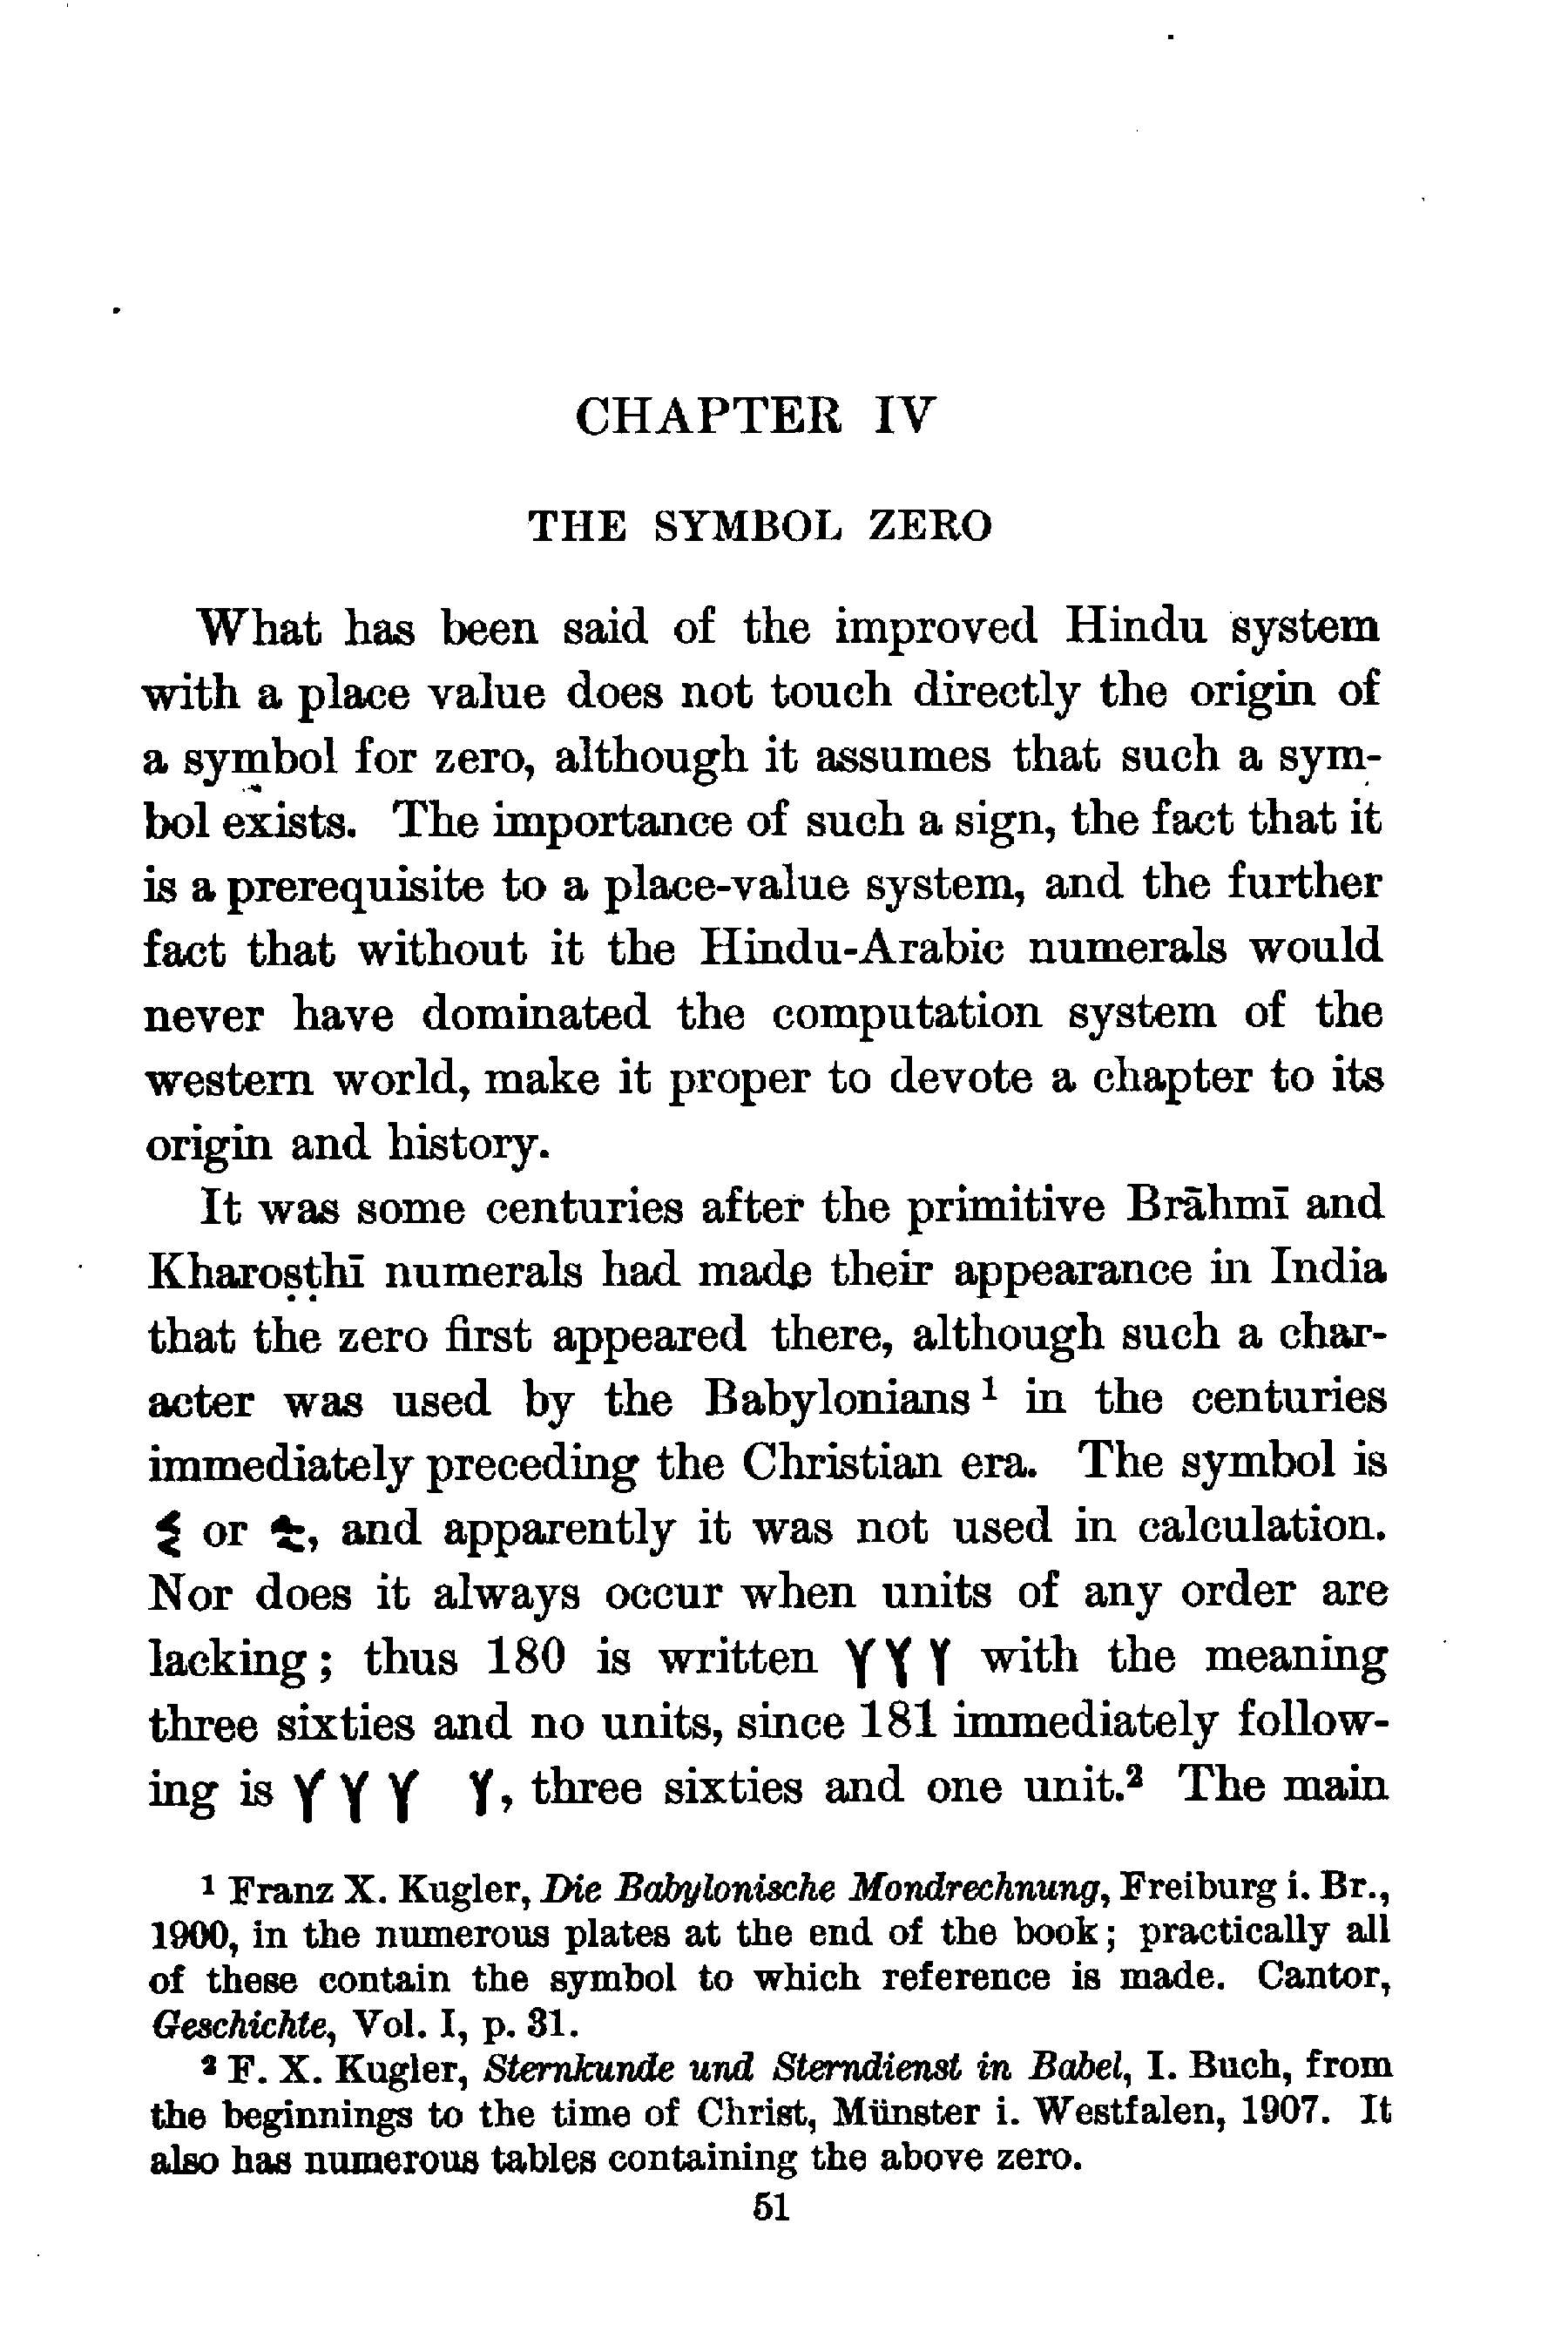 CHAPTER IV
THE SYMBOL ZERO
What has been said of the improved Hindu system
with a place value does not touch directly the origin of
a symbol for zero, although it assumes that such a sym-
bol exists. The importance of such a sign, the fact that it
is a prerequisite to a place-value system, and the further
fact that without it the Hindu-Arabic numerals would
never have dominated the computation system of the
western world, make it proper to devote a chapter to its
origin and history.
It was some centuries after the primitive Brāhmī and
Kharoṣṭhī numerals had made their appearance in India
that the zero first appeared there, although such a char-
acter was used by the Babylonians¹ in the centuries
immediately preceding the Christian era. The symbol is
or , and apparently it was not used in calculation.
Nor does it always occur when units of any order are
lacking; thus 180 is written 𒁹 𒁹 𒁹 with the meaning
three sixties and no units, since 181 immediately follow-
ing is 𒁹 𒁹 𒁹 𒁹, three sixties and one unit.² The main
¹ Franz X. Kugler, Die Babylonische Mondrechnung, Freiburg i. Br.,
1900, in the numerous plates at the end of the book; practically all
of these contain the symbol to which reference is made. Cantor,
Geschichte, Vol. I, p. 31.
² F. X. Kugler, Sternkunde und Sterndienst in Babel, I. Buch, from
the beginnings to the time of Christ, Münster i. Westfalen, 1907. It
also has numerous tables containing the above zero.
51